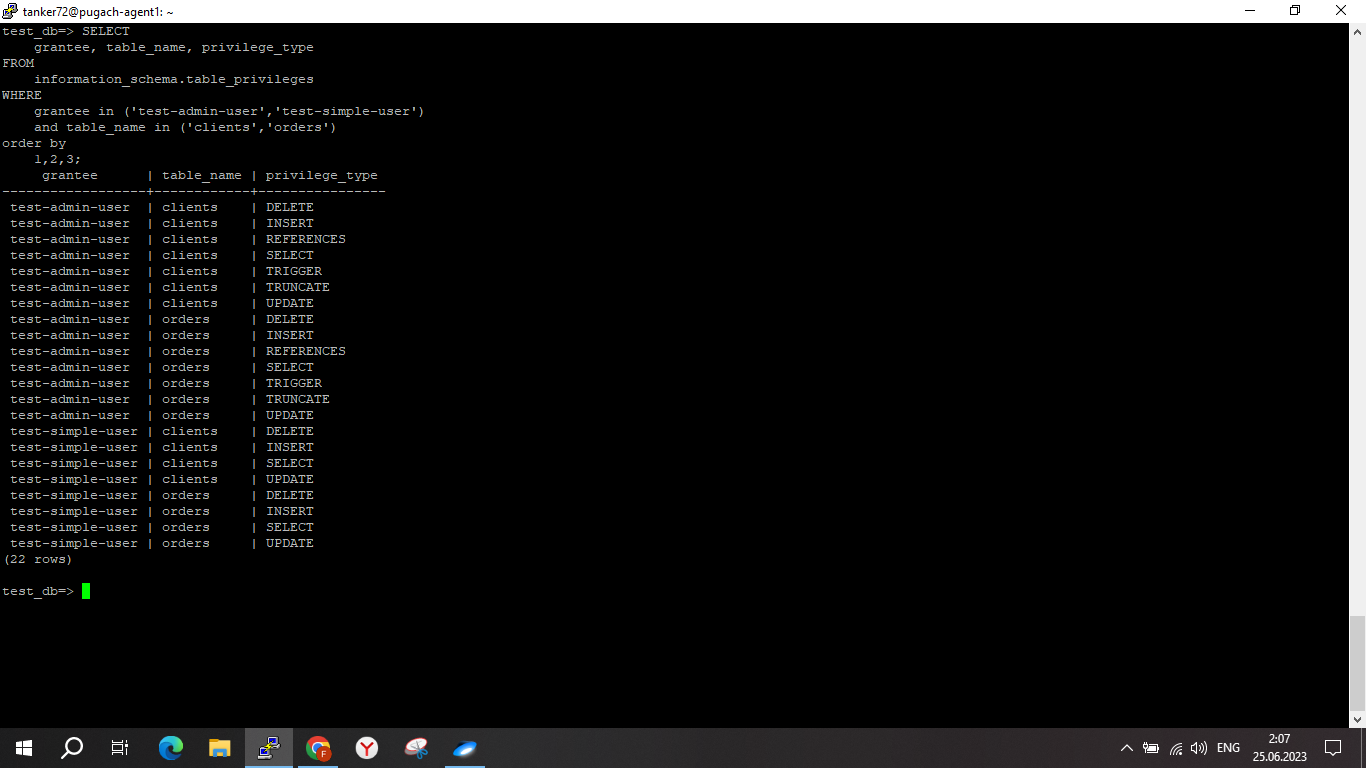 tanker72@pugach-agent1: ~
test_db=> SELECT
    grantee, table_name, privilege_type
FROM
    information_schema.table_privileges
WHERE
    grantee in ('test-admin-user','test-simple-user')
    and table_name in ('clients','orders')
order by
    1,2,3;
     grantee      | table_name | privilege_type
------------------+------------+----------------
 test-admin-user  | clients    | DELETE
 test-admin-user  | clients    | INSERT
 test-admin-user  | clients    | REFERENCES
 test-admin-user  | clients    | SELECT
 test-admin-user  | clients    | TRIGGER
 test-admin-user  | clients    | TRUNCATE
 test-admin-user  | clients    | UPDATE
 test-admin-user  | orders     | DELETE
 test-admin-user  | orders     | INSERT
 test-admin-user  | orders     | REFERENCES
 test-admin-user  | orders     | SELECT
 test-admin-user  | orders     | TRIGGER
 test-admin-user  | orders     | TRUNCATE
 test-admin-user  | orders     | UPDATE
 test-simple-user | clients    | DELETE
 test-simple-user | clients    | INSERT
 test-simple-user | clients    | SELECT
 test-simple-user | clients    | UPDATE
 test-simple-user | orders     | DELETE
 test-simple-user | orders     | INSERT
 test-simple-user | orders     | SELECT
 test-simple-user | orders     | UPDATE
(22 rows)
test_db=>
ENG
2:07
25.06.2023